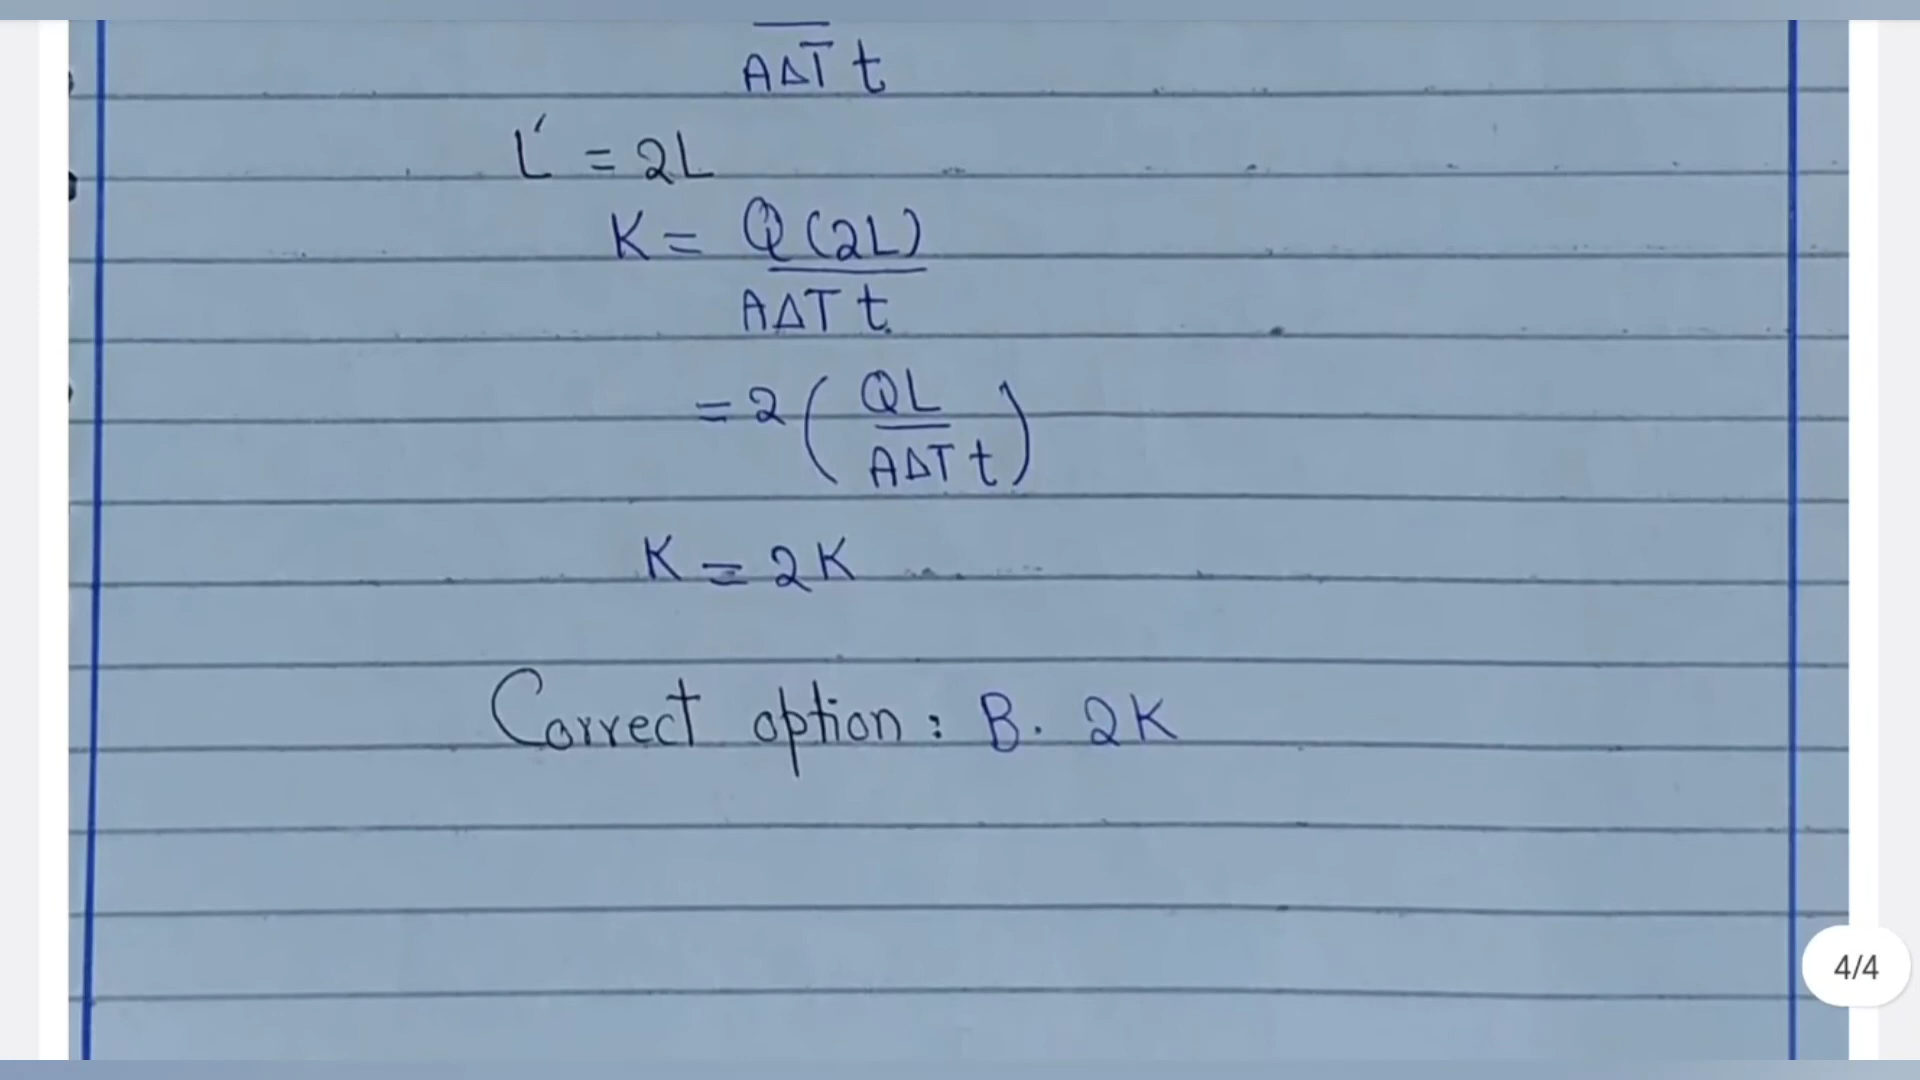 AΔT t
L' = 2L
K = Q(2L)
AΔT t
= 2 ( QL
AΔT t )
K = 2K
Correct option : B. 2K
4/4